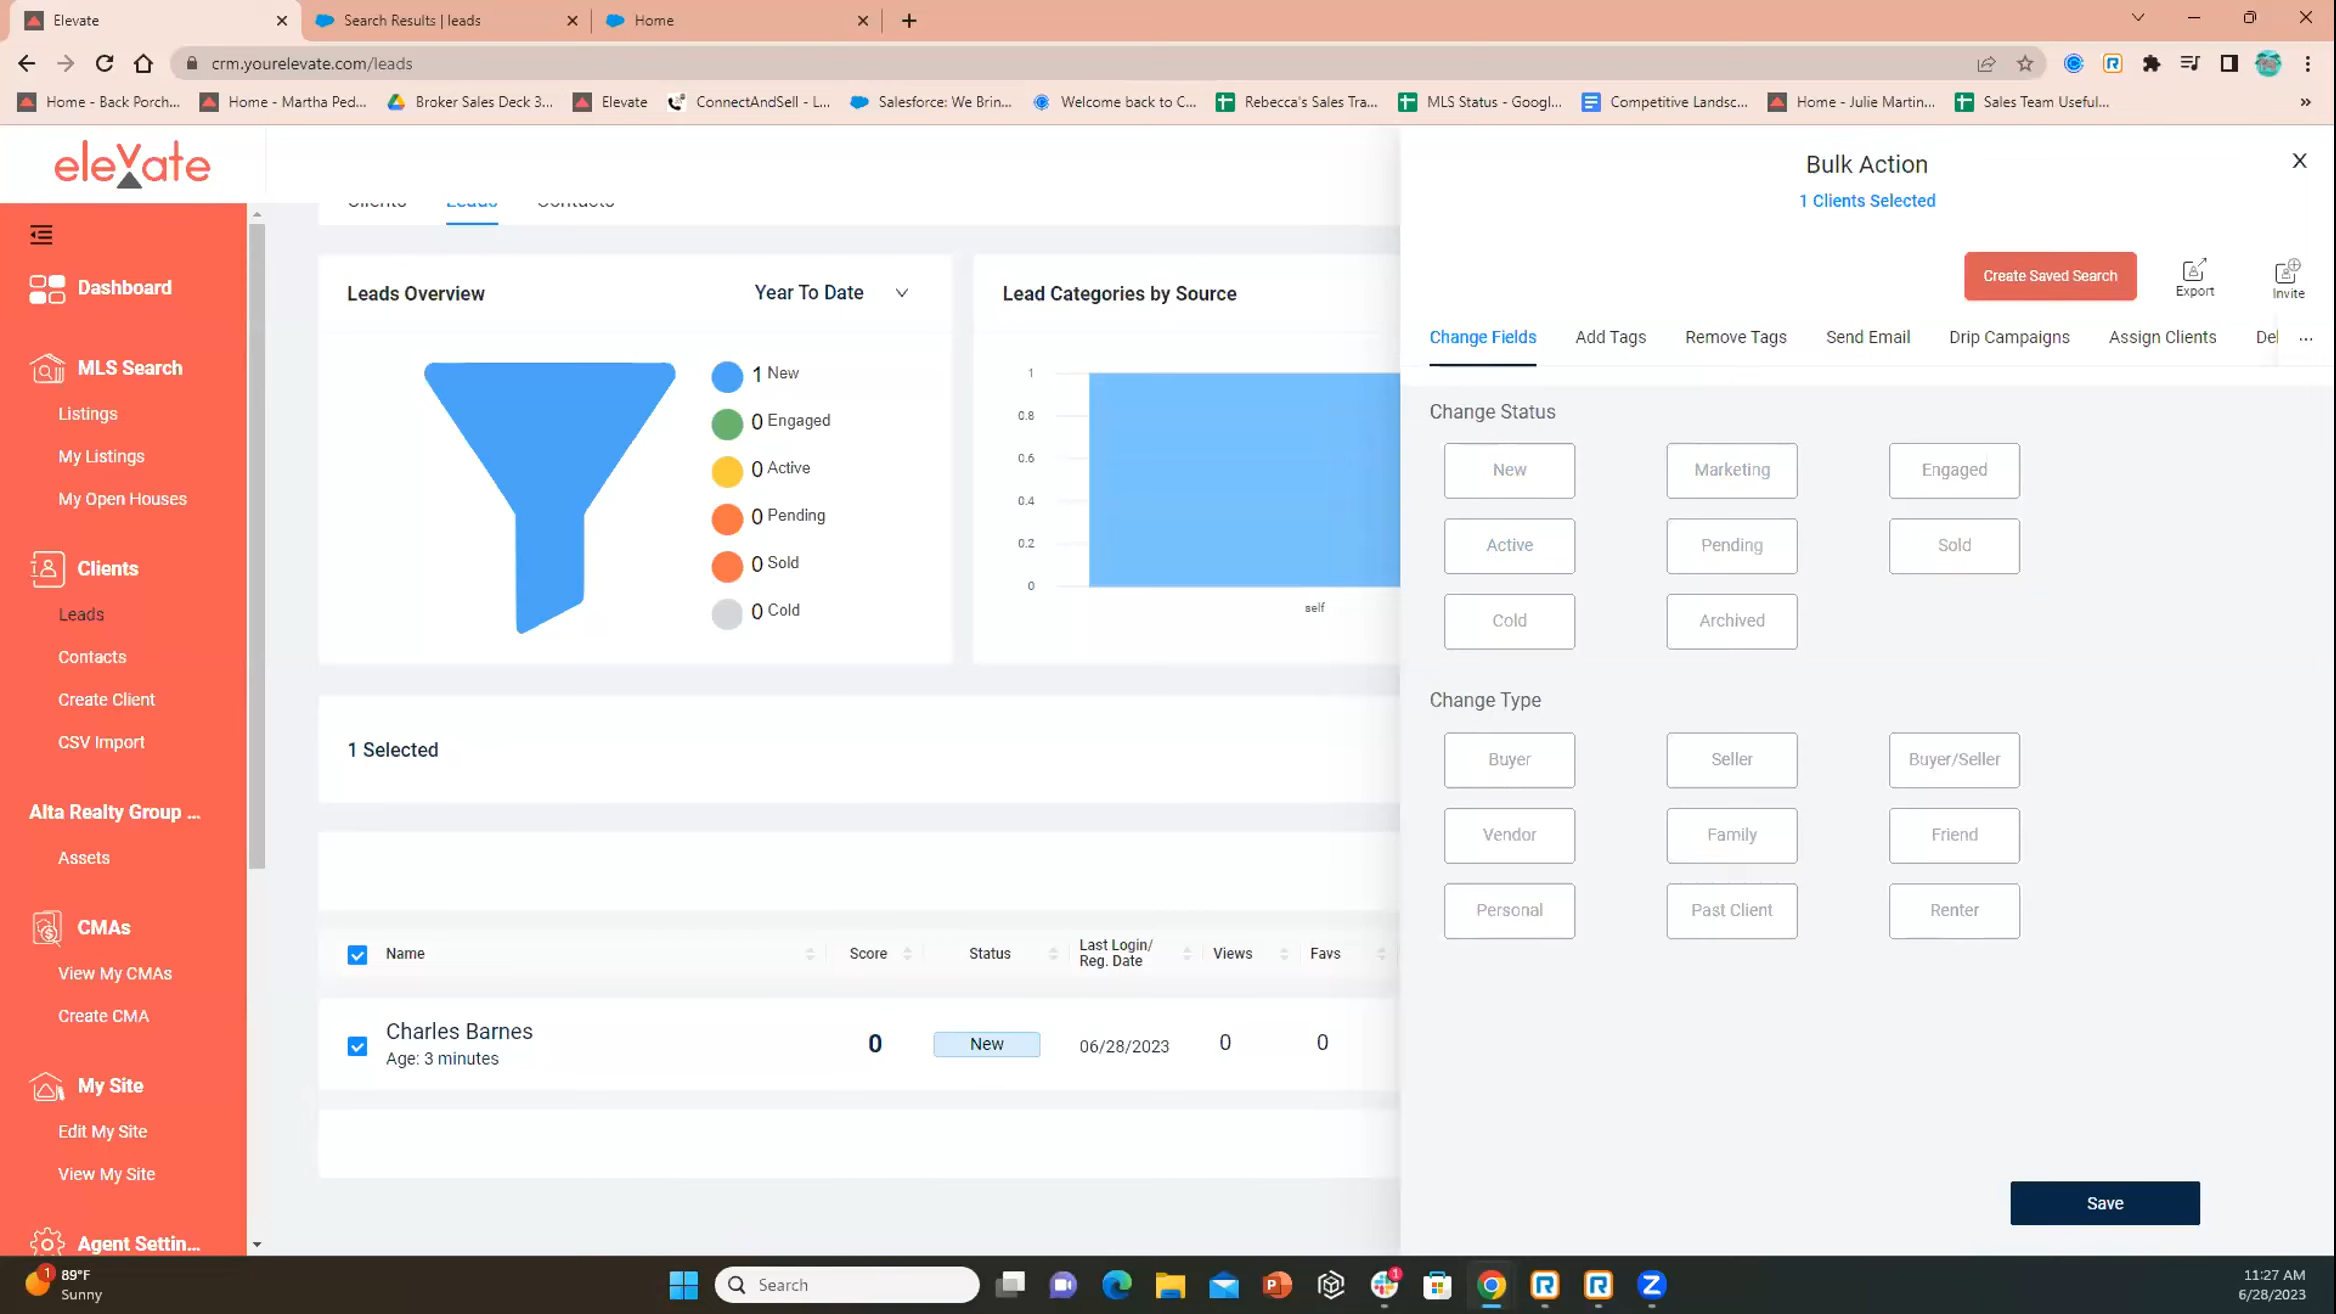 Elevate
Search Results | leads
Home
crm.yourelevate.com/leads
Home - Back Porch...
Home - Martha Ped...
Broker Sales Deck 3...
Elevate
ConnectAndSell - L...
Salesforce: We Brin...
Welcome back to C...
Rebecca's Sales Tra...
MLS Status - Googl...
Competitive Landsc...
Home - Julie Martin...
Sales Team Useful...
elevate
Dashboard
MLS Search
Listings
My Listings
My Open Houses
Clients
Leads
Contacts
Create Client
CSV Import
Alta Realty Group ...
Assets
CMAs
View My CMAs
Create CMA
My Site
Edit My Site
View My Site
Agent Settin...
Clients Leads Contacts
Leads Overview
Year To Date
1 New
0 Engaged
0 Active
0 Pending
0 Sold
0 Cold
Lead Categories by Source
1
0.8
0.6
0.4
0.2
0
self
1 Selected
Name Score Status Last Login/ Views Favs
Reg. Date
Charles Barnes 0 New 06/28/2023 0 0
Age: 3 minutes
Bulk Action
X
1 Clients Selected
Create Saved Search
Export
Invite
Change Fields Add Tags Remove Tags Send Email Drip Campaigns Assign Clients Del ...
Change Status
New Marketing Engaged
Active Pending Sold
Cold Archived
Change Type
Buyer Seller Buyer/Seller
Vendor Family Friend
Personal Past Client Renter
Save
1
89°F
Sunny
Search
1
11:27 AM
6/28/2023